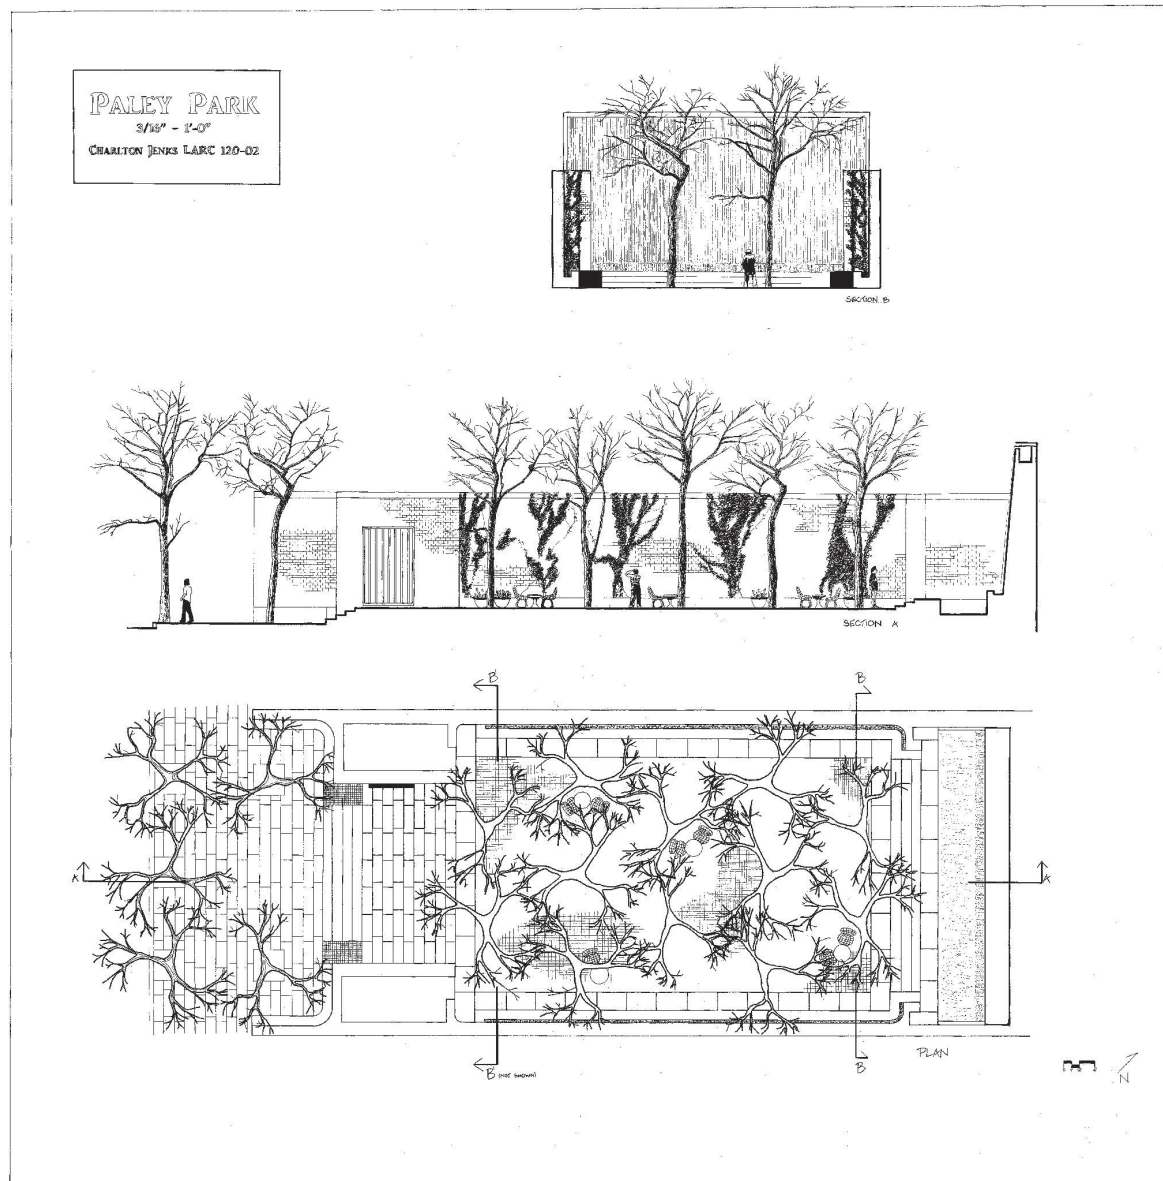 PALEY PARK
3/16" - 1'-0"
CHARLTON JENKS LARC 120-02
SECTION B
SECTION A
B' B
A A
B' (NOT SHOWN) B
PLAN
N